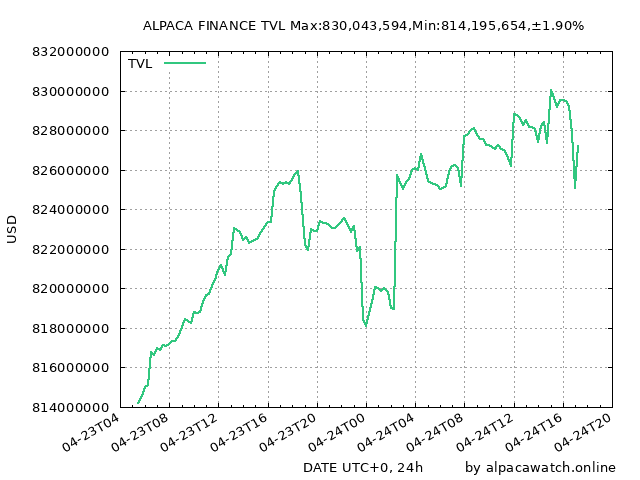 ALPACA FINANCE TVL Max:830,043,594,Min:814,195,654,±1.90%
TVL
832000000
830000000
828000000
826000000
824000000
822000000
820000000
818000000
816000000
814000000
USD
04-23T04
04-23T08
04-23T12
04-23T16
04-23T20
04-24T00
04-24T04
04-24T08
04-24T12
04-24T16
04-24T20
DATE UTC+0, 24h
by alpacawatch.online